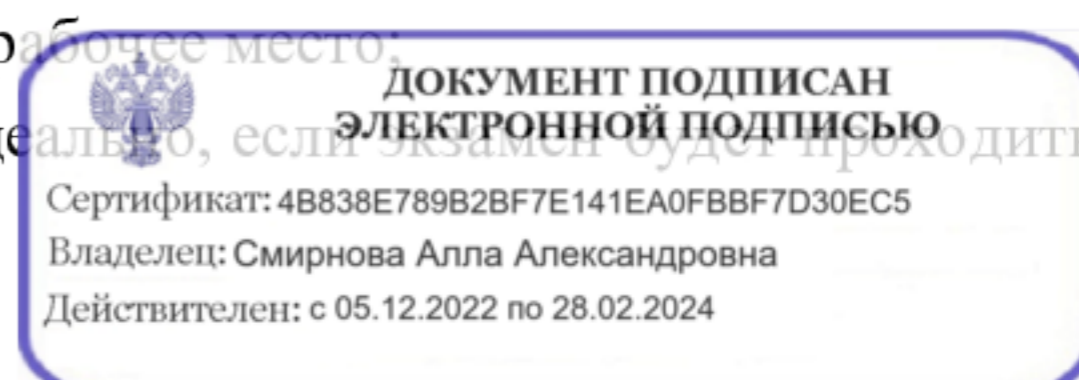 рабочее место;
ДОКУМЕНТ ПОДПИСАН
ЭЛЕКТРОННОЙ ПОДПИСЬЮ
еально, если экзамен будет проходить
Сертификат: 4B838E789B2BF7E141EA0FBBF7D30EC5
Владелец: Смирнова Алла Александровна
Действителен: с 05.12.2022 по 28.02.2024